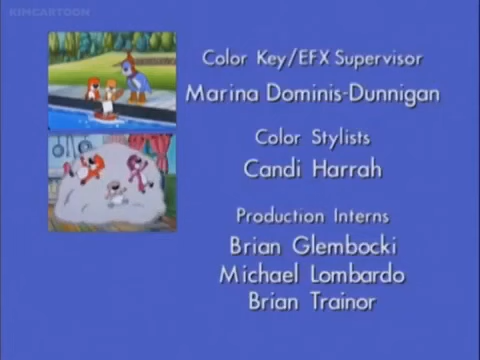 KIMCARTOON
Color Key/EFX Supervisor
Marina Dominis-Dunnigan
Color Stylists
Candi Harrah
Production Interns
Brian Glembocki
Michael Lombardo
Brian Trainor